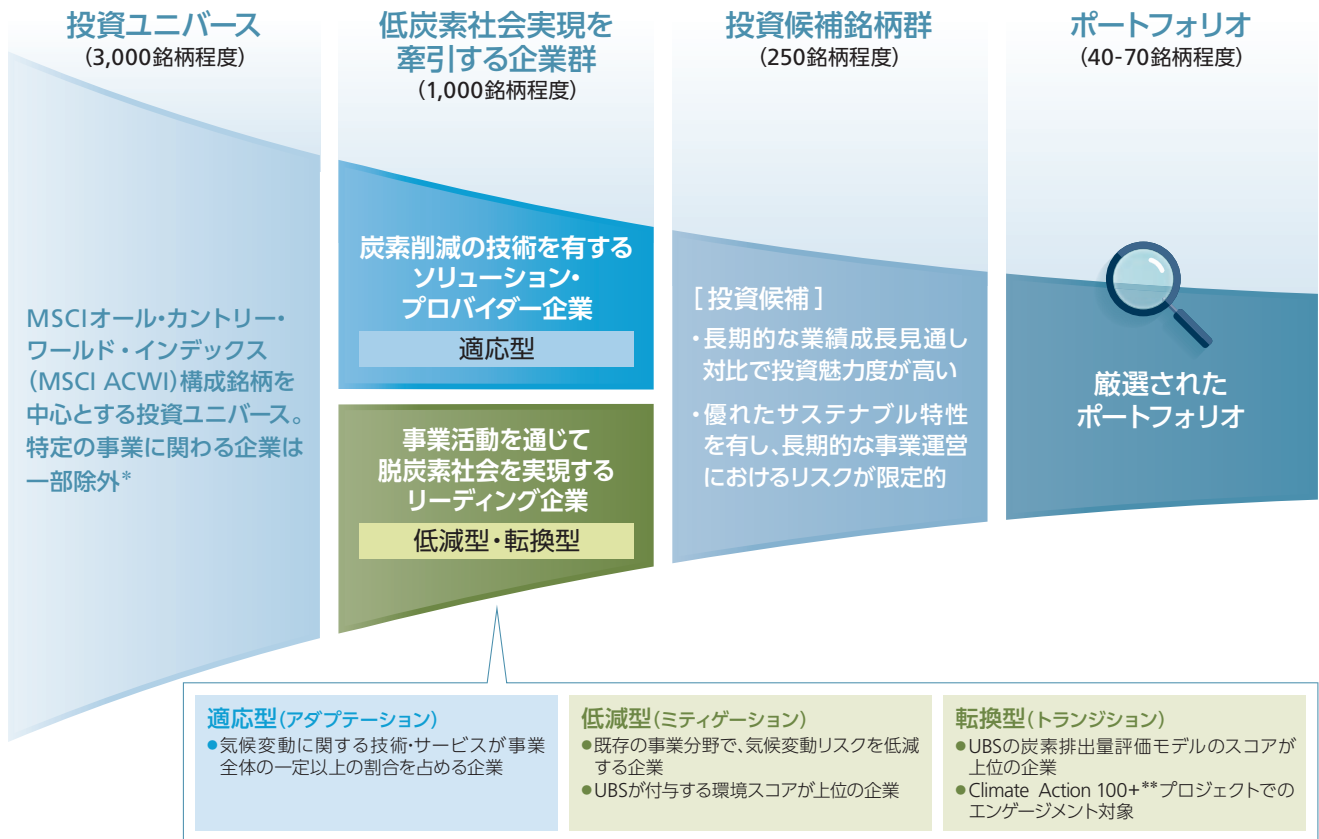 投資ユニバース
(3,000銘柄程度)
低炭素社会実現を
牽引する企業群
(1,000銘柄程度)
投資候補銘柄群
(250銘柄程度)
ポートフォリオ
(40-70銘柄程度)
MSCIオール・カントリー・
ワールド・インデックス
(MSCI ACWI)構成銘柄を
中心とする投資ユニバース。
特定の事業に関わる企業は
一部除外*
炭素削減の技術を有する
ソリューション・
プロバイダー企業
適応型
事業活動を通じて
脱炭素社会を実現する
リーディング企業
低減型・転換型
[投資候補]
・長期的な業績成長見通し
対比で投資魅力度が高い
・優れたサステナブル特性
を有し、長期的な事業運営
におけるリスクが限定的
厳選された
ポートフォリオ
適応型(アダプテーション)
●気候変動に関する技術・サービスが事業
全体の一定以上の割合を占める企業
低減型(ミティゲーション)
●既存の事業分野で、気候変動リスクを低減
する企業
●UBSが付与する環境スコアが上位の企業
転換型(トランジション)
●UBSの炭素排出量評価モデルのスコアが
上位の企業
●Climate Action 100+**プロジェクトでの
エンゲージメント対象